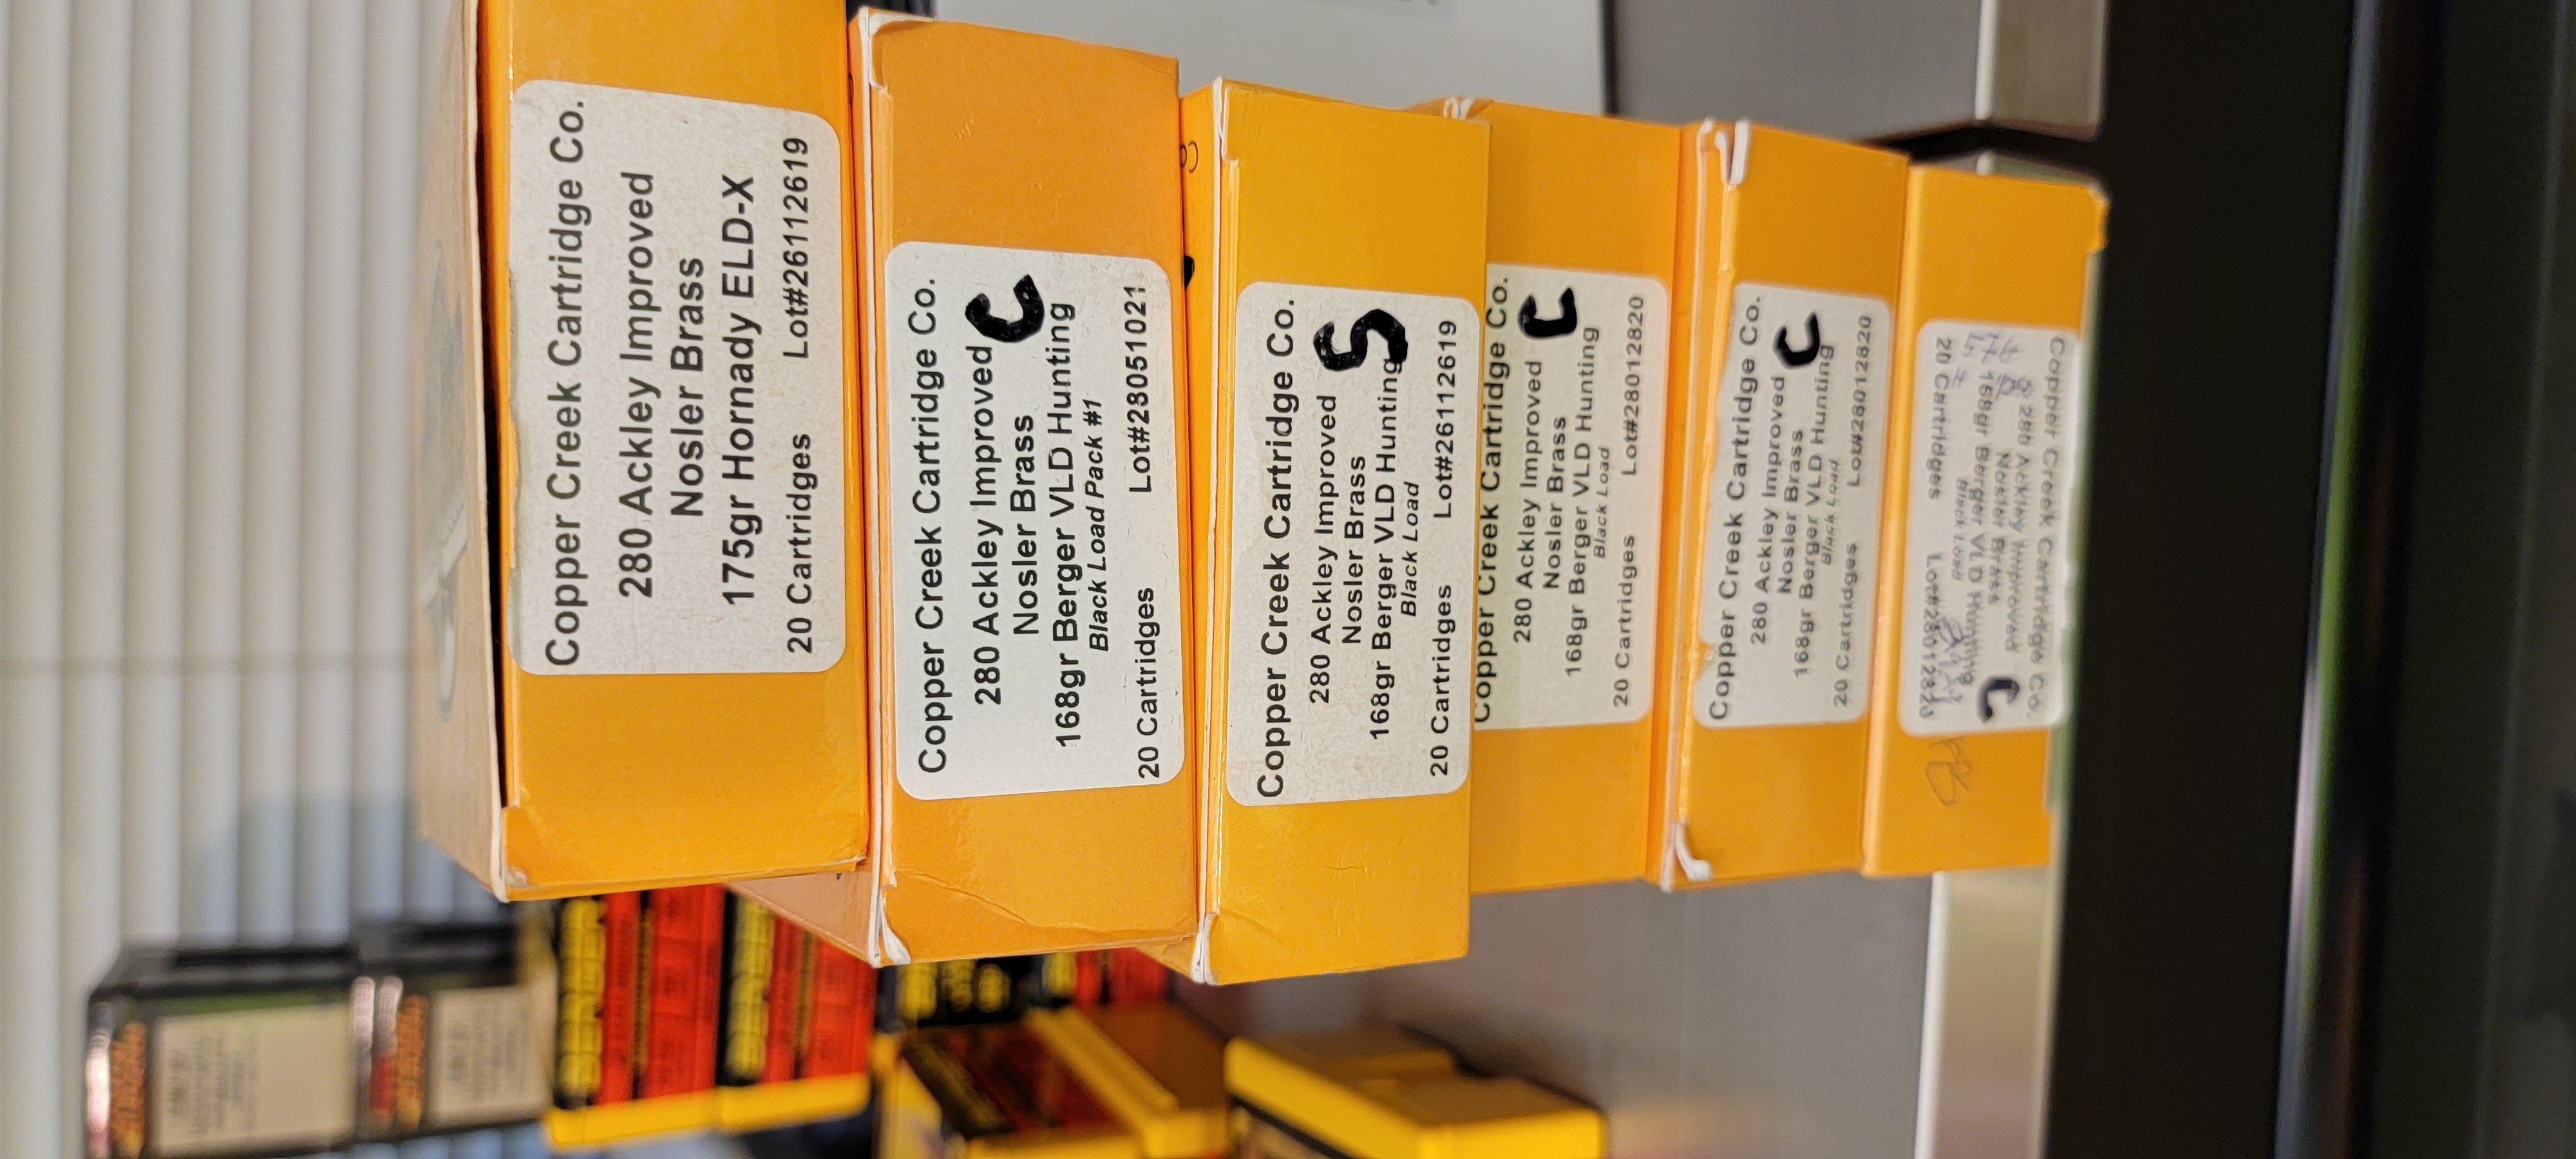 Copper Creek Cartridge Co.
280 Ackley Improved
Nosler Brass
175gr Hornady ELD-X
20 Cartridges Lot#26112619
Copper Creek Cartridge Co.
280 Ackley Improved
C
Nosler Brass
168gr Berger VLD Hunting
Black Load Pack #1
20 Cartridges Lot#28051021
Copper Creek Cartridge Co.
280 Ackley Improved
S
Nosler Brass
168gr Berger VLD Hunting
Black Load
20 Cartridges Lot#26112619
Copper Creek Cartridge Co.
280 Ackley Improved
C
Nosler Brass
168gr Berger VLD Hunting
Black Load
20 Cartridges Lot#28012820
Copper Creek Cartridge Co.
280 Ackley Improved
C
Nosler Brass
168gr Berger VLD Hunting
Black Load
20 Cartridges Lot#28012820
Copper Creek Cartridge Co.
280 Ackley Improved
C
Nosler Brass
168gr Berger VLD Hunting
Black Load
20 Cartridges Lot#28012820
BERGER
BERGER